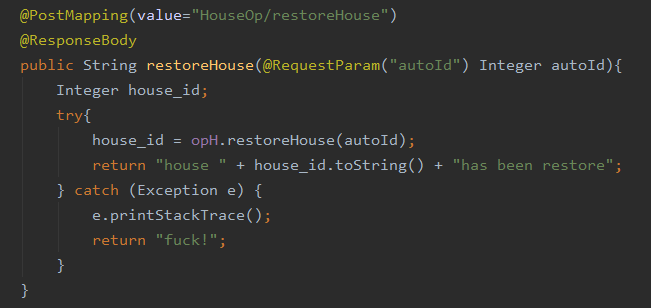 @PostMapping(value="HouseOp/restoreHouse")
@ResponseBody
public String restoreHouse(@RequestParam("autoId") Integer autoId){
    Integer house_id;
    try{
        house_id = opH.restoreHouse(autoId);
        return "house " + house_id.toString() + "has been restore";
    } catch (Exception e) {
        e.printStackTrace();
        return "fuck!";
    }
}